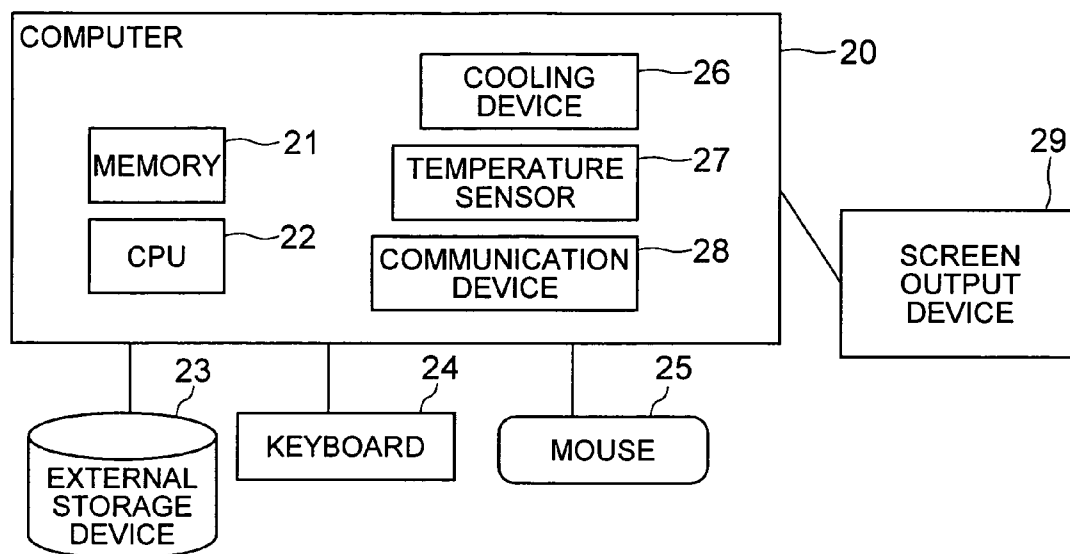 COMPUTER
20
COOLING
DEVICE
26
MEMORY
21
TEMPERATURE
SENSOR
27
29
CPU
22
COMMUNICATION
DEVICE
28
SCREEN
OUTPUT
DEVICE
23
24
25
EXTERNAL
STORAGE
DEVICE
KEYBOARD
MOUSE